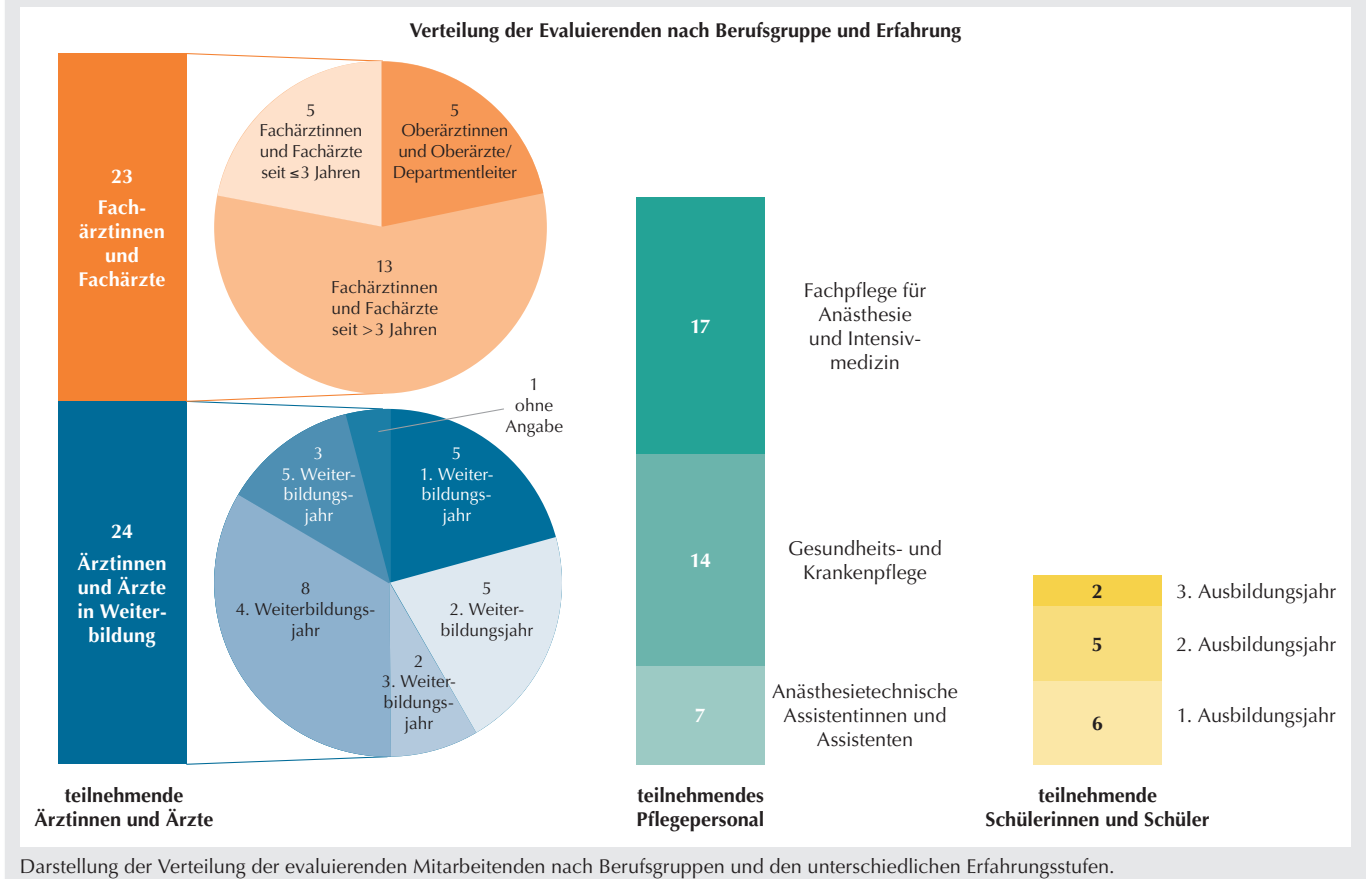 Verteilung der Evaluierenden nach Berufsgruppe und Erfahrung
23
Fach-
ärztinnen
und
Fachärzte
5
Fachärztinnen
und Fachärzte
seit ≤3 Jahren
5
Oberärztinnen
und Oberärzte/
Departmentleiter
13
Fachärztinnen
und Fachärzte
seit >3 Jahren
24
Ärztinnen
und Ärzte
in Weiter-
bildung
1
ohne
Angabe
3
5. Weiter-
bildungs-
jahr
5
1. Weiter-
bildungs-
jahr
8
4. Weiterbildungs-
jahr
5
2. Weiter-
bildungsjahr
2
3. Weiter-
bildungs-
jahr
teilnehmende
Ärztinnen und Ärzte
17
Fachpflege für
Anästhesie
und Intensiv-
medizin
14
Gesundheits- und
Krankenpflege
7
Anästhesietechnische
Assistentinnen und
Assistenten
teilnehmendes
Pflegepersonal
2
3. Ausbildungsjahr
5
2. Ausbildungsjahr
6
1. Ausbildungsjahr
teilnehmende
Schülerinnen und Schüler
Darstellung der Verteilung der evaluierenden Mitarbeitenden nach Berufsgruppen und den unterschiedlichen Erfahrungsstufen.